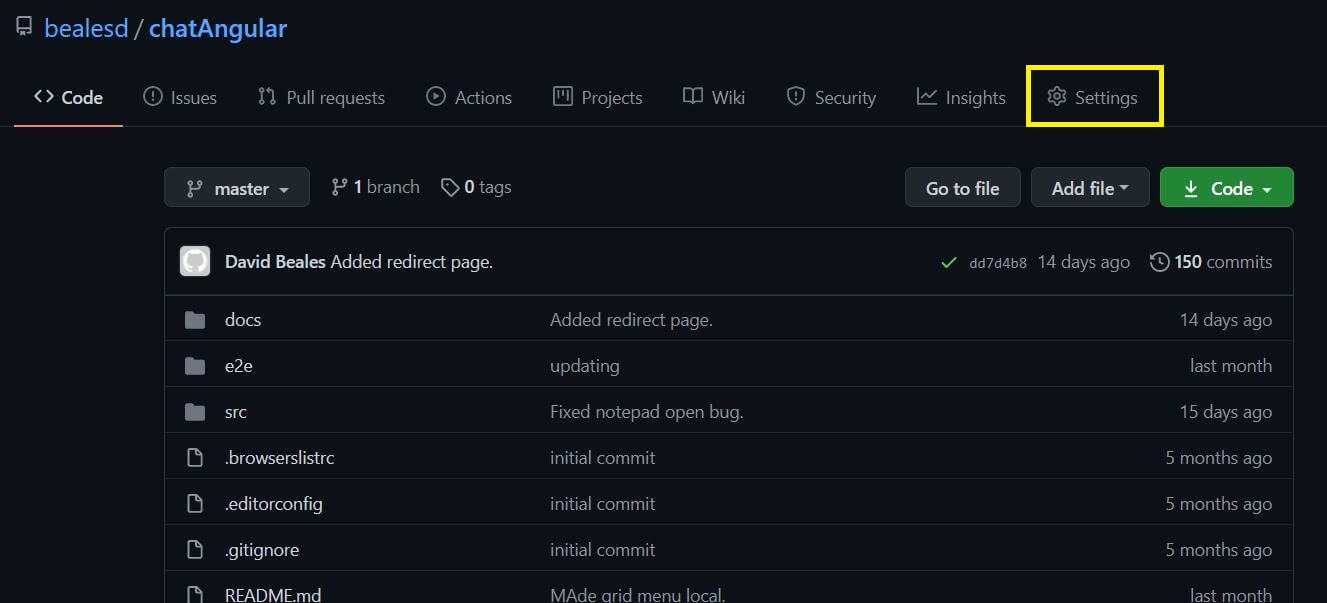 bealesd / chatAngular
Code Issues Pull requests Actions Projects Wiki Security Insights Settings
master 1 branch 0 tags Go to file Add file Code
David Beales Added redirect page. dd7d4b8 14 days ago 150 commits
docs Added redirect page. 14 days ago
e2e updating last month
src Fixed notepad open bug. 15 days ago
.browserslistrc initial commit 5 months ago
.editorconfig initial commit 5 months ago
.gitignore initial commit 5 months ago
README.md MAde grid menu local. last month